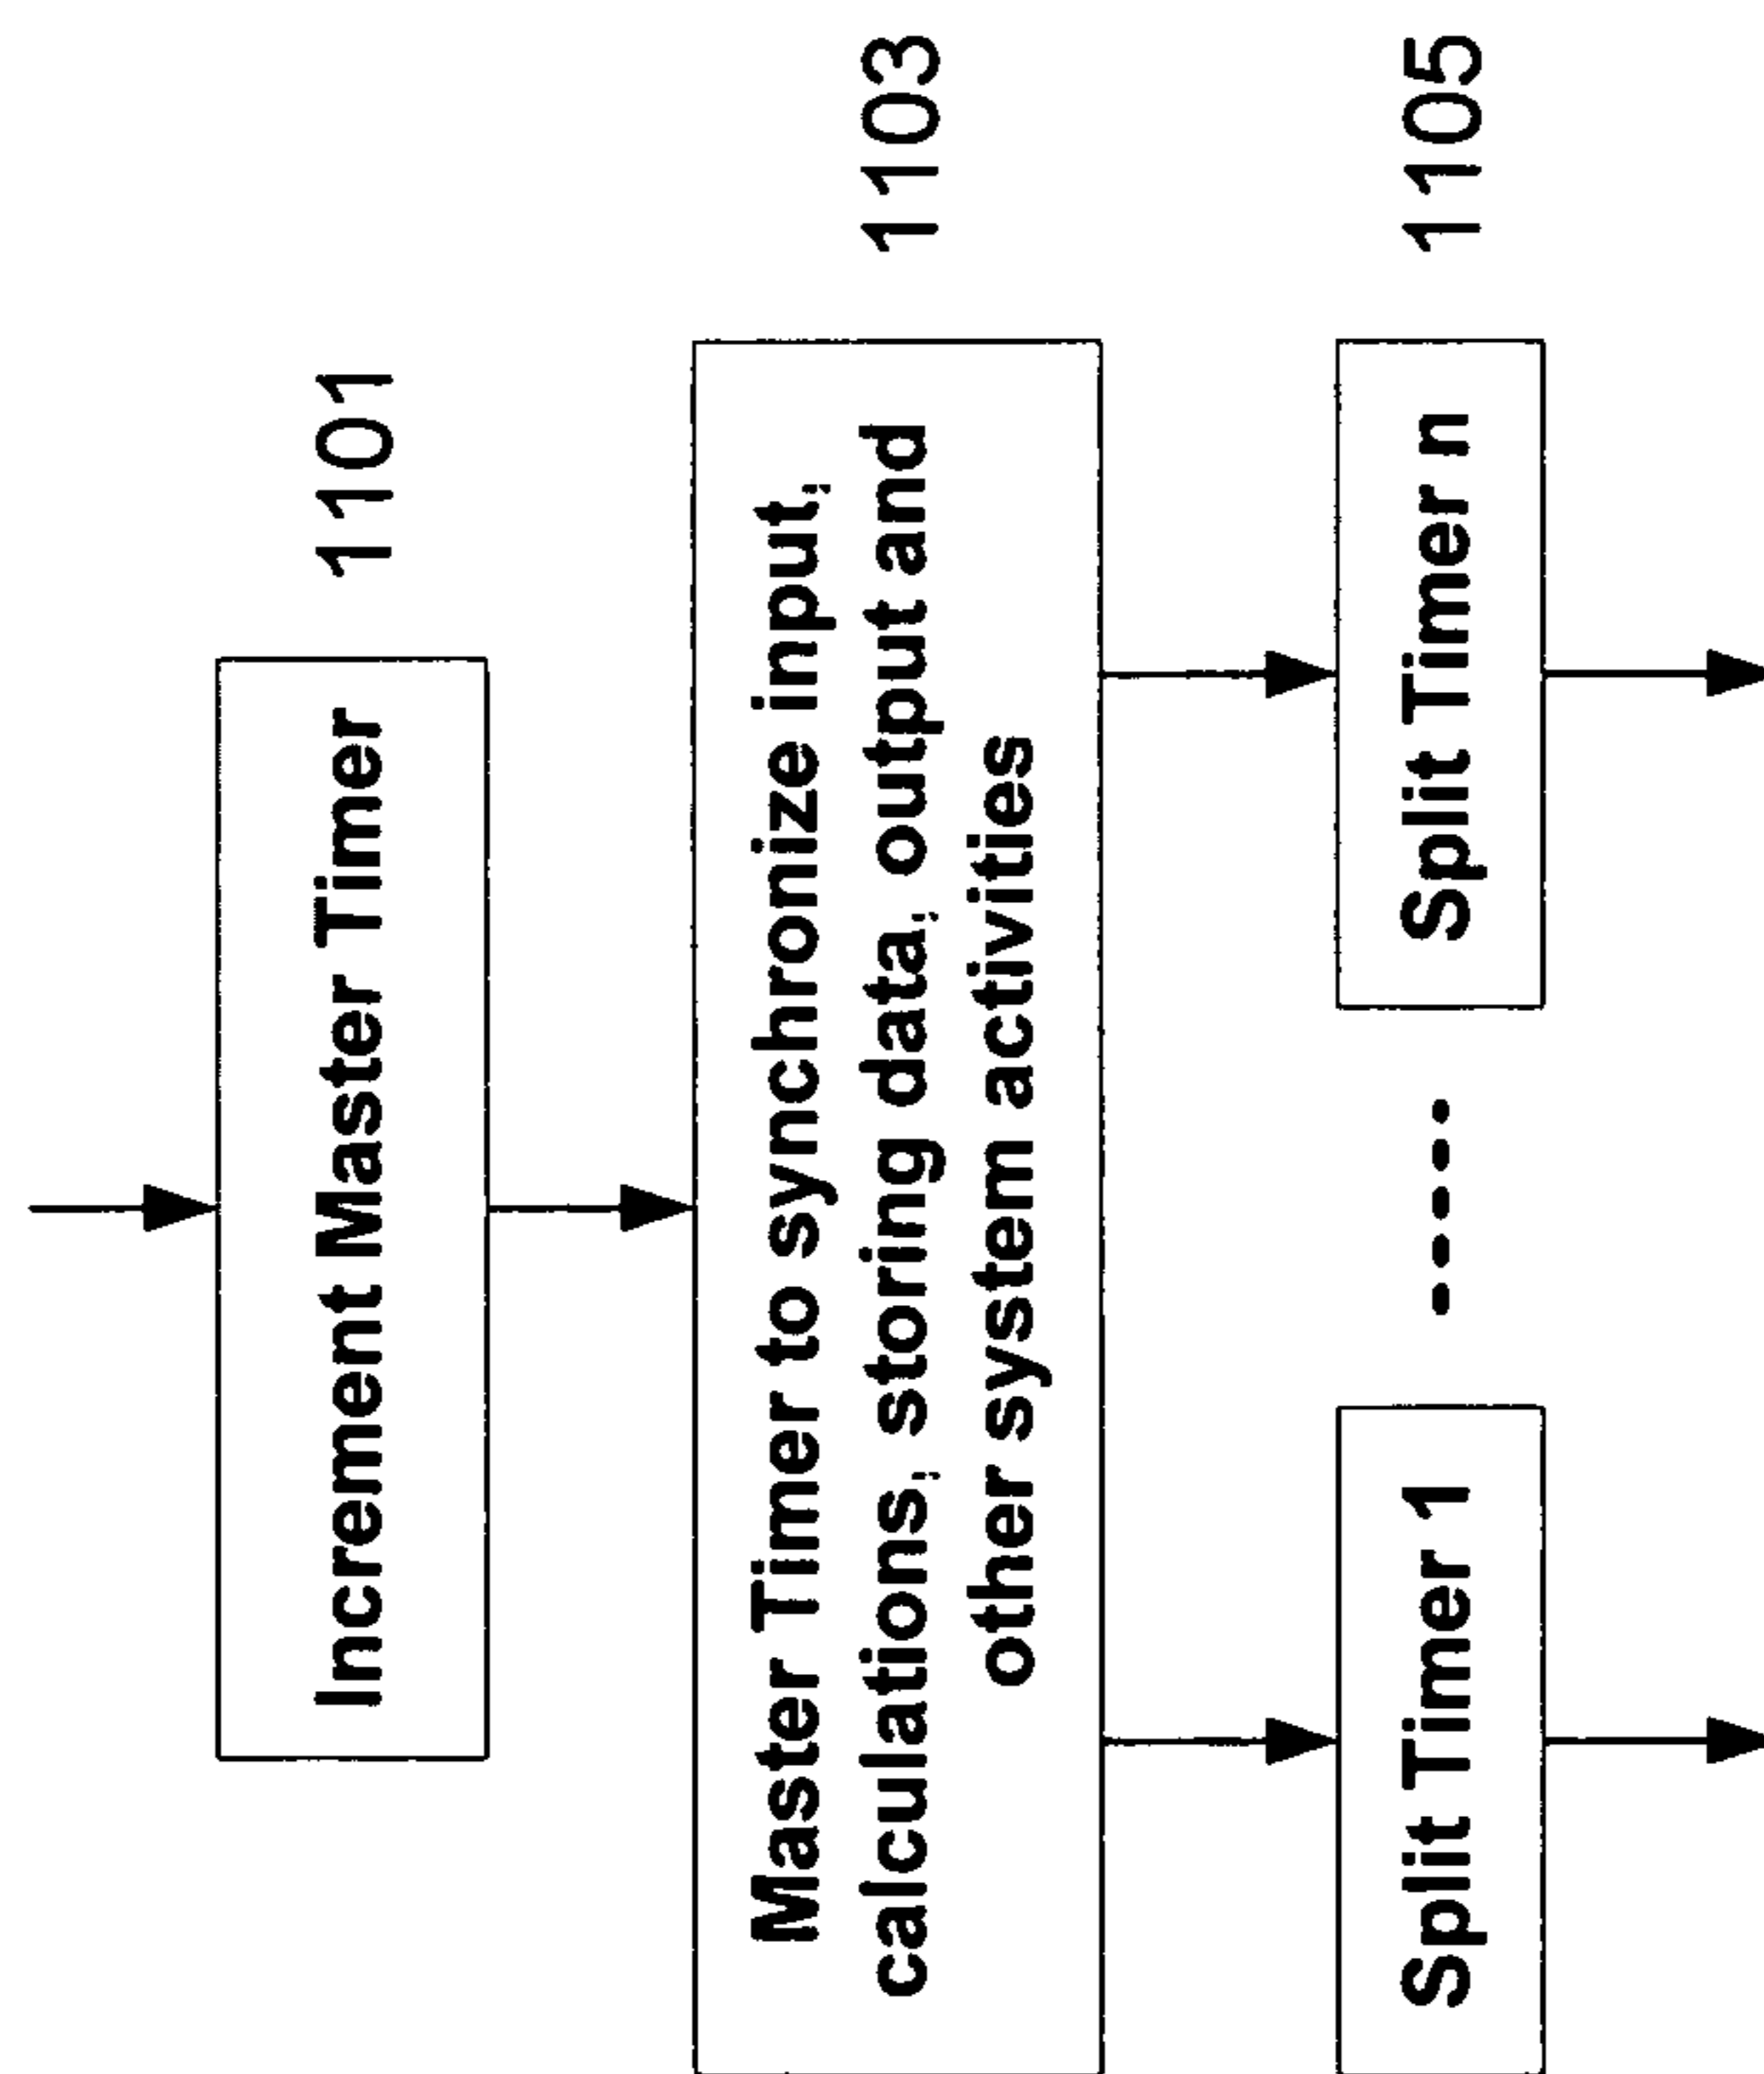 Increment Master Timer
1101
Master Timer to synchronize input,
calculations, storing data, output and
other system activities
1103
Split Timer 1
Split Timer n
1105